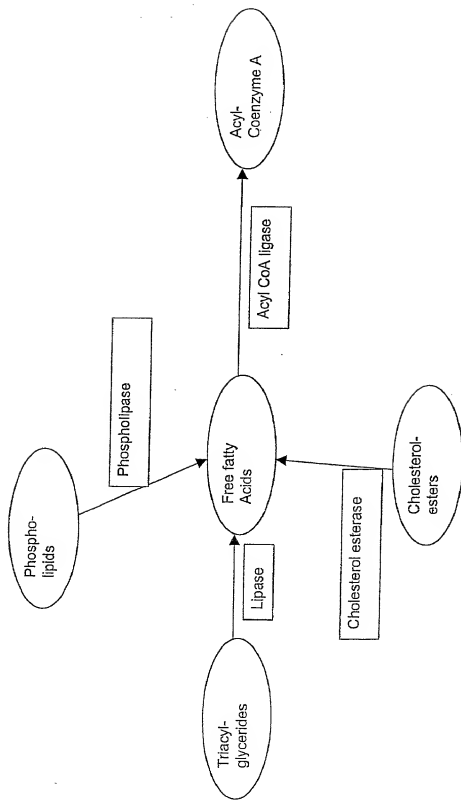 Phospho-
lipids
Phospholipase
Triacyl-
glycerides
Lipase
Free fatty
Acids
Acyl CoA ligase
Acyl-
Coenzyme A
Cholesterol esterase
Cholesterol-
esters